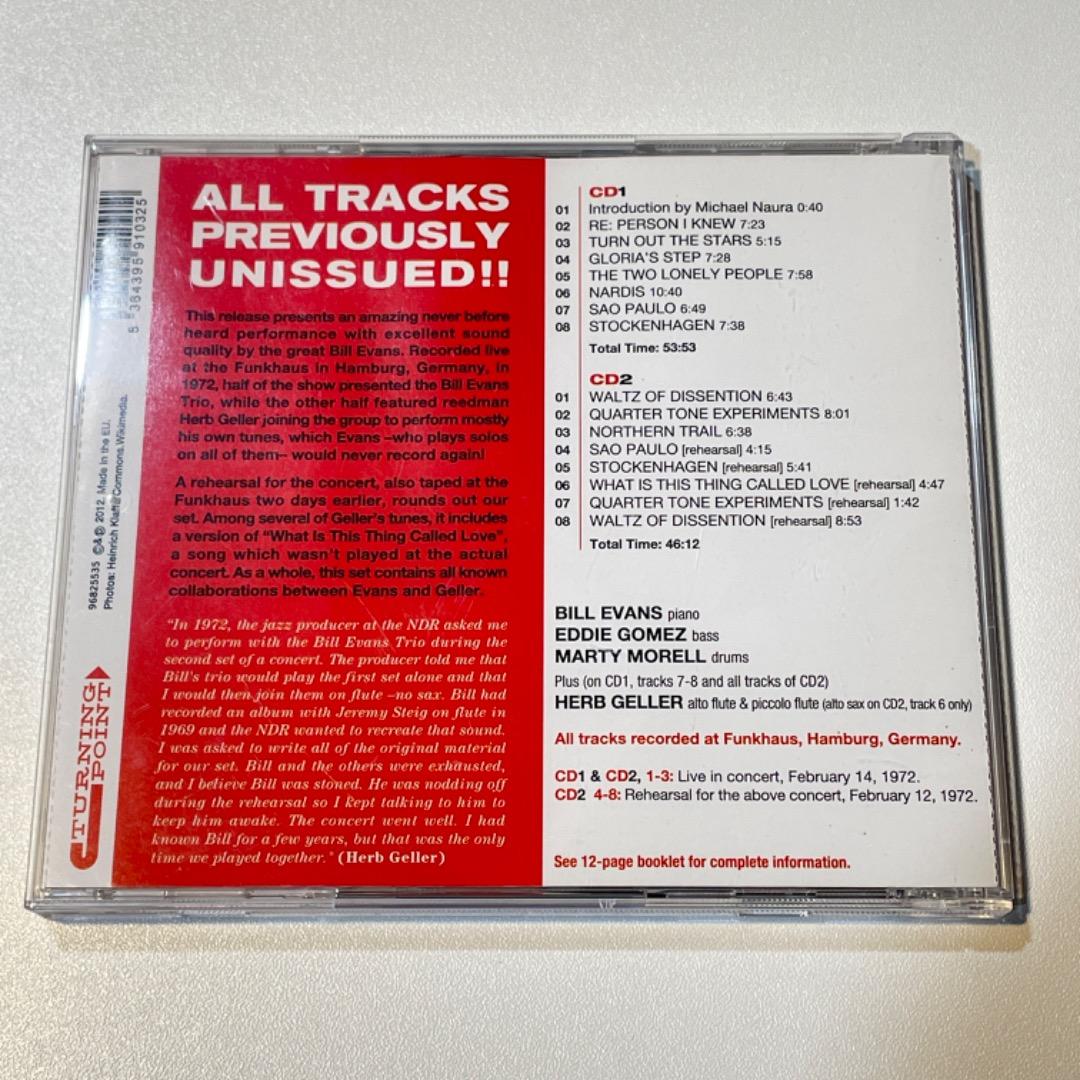 ALL TRACKS
PREVIOUSLY
UNISSUED!!
This release presents an amazing never before
heard performance with excellent sound
quality by the great Bill Evans. Recorded live
at the Funkhaus in Hamburg, Germany, in
1972, half of the show presented the Bill Evans
Trio, while the other half featured reedman
Herb Geller joining the group to perform mostly
his own tunes, which Evans –who plays solos
on all of them– would never record again!
A rehearsal for the concert, also taped at the
Funkhaus two days earlier, rounds out our
set. Among several of Geller's tunes, it includes
a version of "What Is This Thing Called Love",
a song which wasn't played at the actual
concert. As a whole, this set contains all known
collaborations between Evans and Geller.
"In 1972, the jazz producer at the NDR asked me
to perform with the Bill Evans Trio during the
second set of a concert. The producer told me that
Bill's trio would play the first set alone and that
I would then join them on flute –no sax. Bill had
recorded an album with Jeremy Steig on flute in
1969 and the NDR wanted to recreate that sound.
I was asked to write all of the original material
for our set. Bill and the others were exhausted,
and I believe Bill was stoned. He was nodding off
during the rehearsal so I kept talking to him to
keep him awake. The concert went well. I had
known Bill for a few years, but that was the only
time we played together." (Herb Geller)
CD1
01 Introduction by Michael Naura 0:40
02 RE: PERSON I KNEW 7:23
03 TURN OUT THE STARS 5:15
04 GLORIA'S STEP 7:28
05 THE TWO LONELY PEOPLE 7:58
06 NARDIS 10:40
07 SAO PAULO 6:49
08 STOCKENHAGEN 7:38
Total Time: 53:53
CD2
01 WALTZ OF DISSENTION 6:43
02 QUARTER TONE EXPERIMENTS 8:01
03 NORTHERN TRAIL 6:38
04 SAO PAULO [rehearsal] 4:15
05 STOCKENHAGEN [rehearsal] 5:41
06 WHAT IS THIS THING CALLED LOVE [rehearsal] 4:47
07 QUARTER TONE EXPERIMENTS [rehearsal] 1:42
08 WALTZ OF DISSENTION [rehearsal] 8:53
Total Time: 46:12
BILL EVANS piano
EDDIE GOMEZ bass
MARTY MORELL drums
Plus (on CD1, tracks 7-8 and all tracks of CD2)
HERB GELLER alto flute & piccolo flute (alto sax on CD2, track 6 only)
All tracks recorded at Funkhaus, Hamburg, Germany.
CD1 & CD2, 1-3: Live in concert, February 14, 1972.
CD2 4-8: Rehearsal for the above concert, February 12, 1972.
See 12-page booklet for complete information.
5 364395 910325
96825535 ©&℗ 2012. Made in the EU.
Photos: Heinrich Klaffs/Commons.Wikimedia.
TURNING
POINT